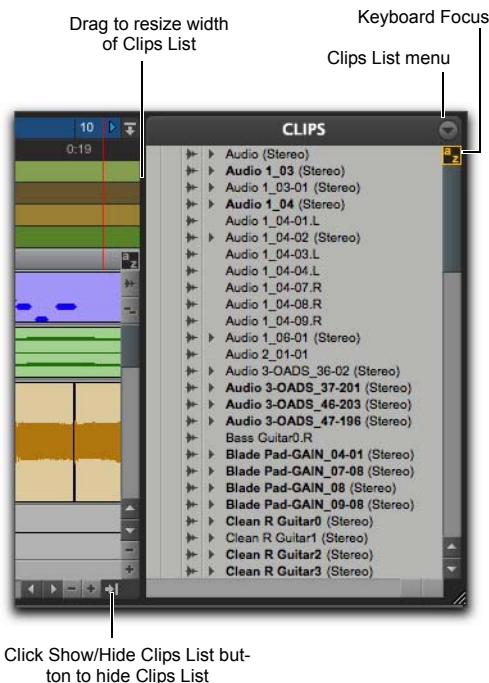 Drag to resize width
of Clips List
Keyboard Focus
Clips List menu
10
0:19
CLIPS
a z
a z
Audio (Stereo)
Audio 1_03 (Stereo)
Audio 1_03-01 (Stereo)
Audio 1_04 (Stereo)
Audio 1_04-01.L
Audio 1_04-02 (Stereo)
Audio 1_04-03.L
Audio 1_04-04.L
Audio 1_04-07.R
Audio 1_04-08.R
Audio 1_04-09.R
Audio 1_06-01 (Stereo)
Audio 2_01-01
Audio 3-OADS_36-02 (Stereo)
Audio 3-OADS_37-201 (Stereo)
Audio 3-OADS_46-203 (Stereo)
Audio 3-OADS_47-196 (Stereo)
Bass Guitar0.R
Blade Pad-GAIN_04-01 (Stereo)
Blade Pad-GAIN_07-08 (Stereo)
Blade Pad-GAIN_08 (Stereo)
Blade Pad-GAIN_09-08 (Stereo)
Clean R Guitar0 (Stereo)
Clean R Guitar1 (Stereo)
Clean R Guitar2 (Stereo)
Clean R Guitar3 (Stereo)
Click Show/Hide Clips List but-
ton to hide Clips List